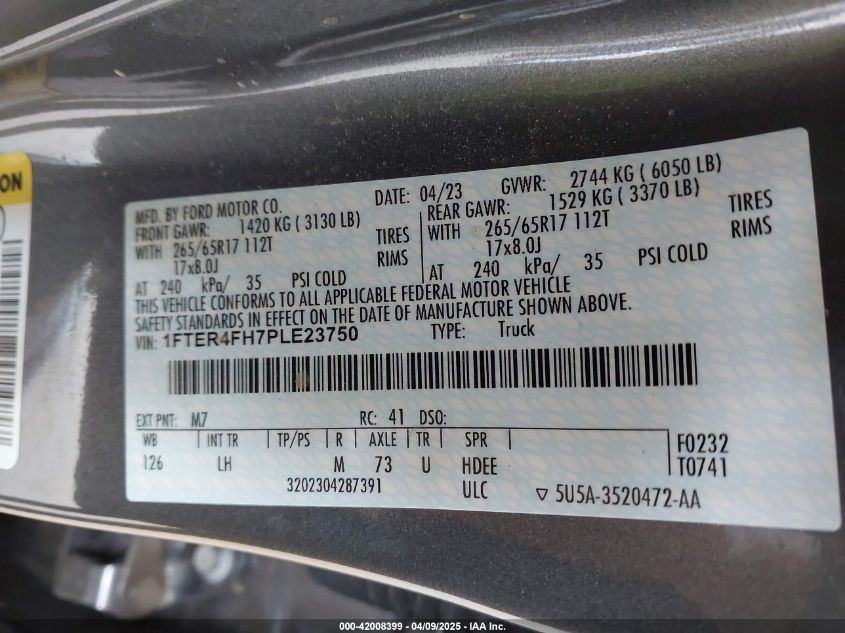 ON
MFD. BY FORD MOTOR CO.
DATE: 04/23 GVWR: 2744 KG ( 6050 LB)
FRONT GAWR: 1420 KG ( 3130 LB)
WITH 265/65R17 112T TIRES
17x8.0J RIMS
AT 240 kPa/ 35 PSI COLD
REAR GAWR: 1529 KG ( 3370 LB)
WITH 265/65R17 112T TIRES
17x8.0J RIMS
AT 240 kPa/ 35 PSI COLD
THIS VEHICLE CONFORMS TO ALL APPLICABLE FEDERAL MOTOR VEHICLE
SAFETY STANDARDS IN EFFECT ON THE DATE OF MANUFACTURE SHOWN ABOVE.
VIN: 1FTER4FH7PLE23750 TYPE: Truck
EXT PNT: M7 RC: 41 DSO:
WB INT TR TP/PS R AXLE TR SPR
126 LH M 73 U HDEE
F0232
T0741
3202304287391 ULC ▽ 5U5A-3520472-AA
000-42008399 - 04/09/2025 - IAA Inc.